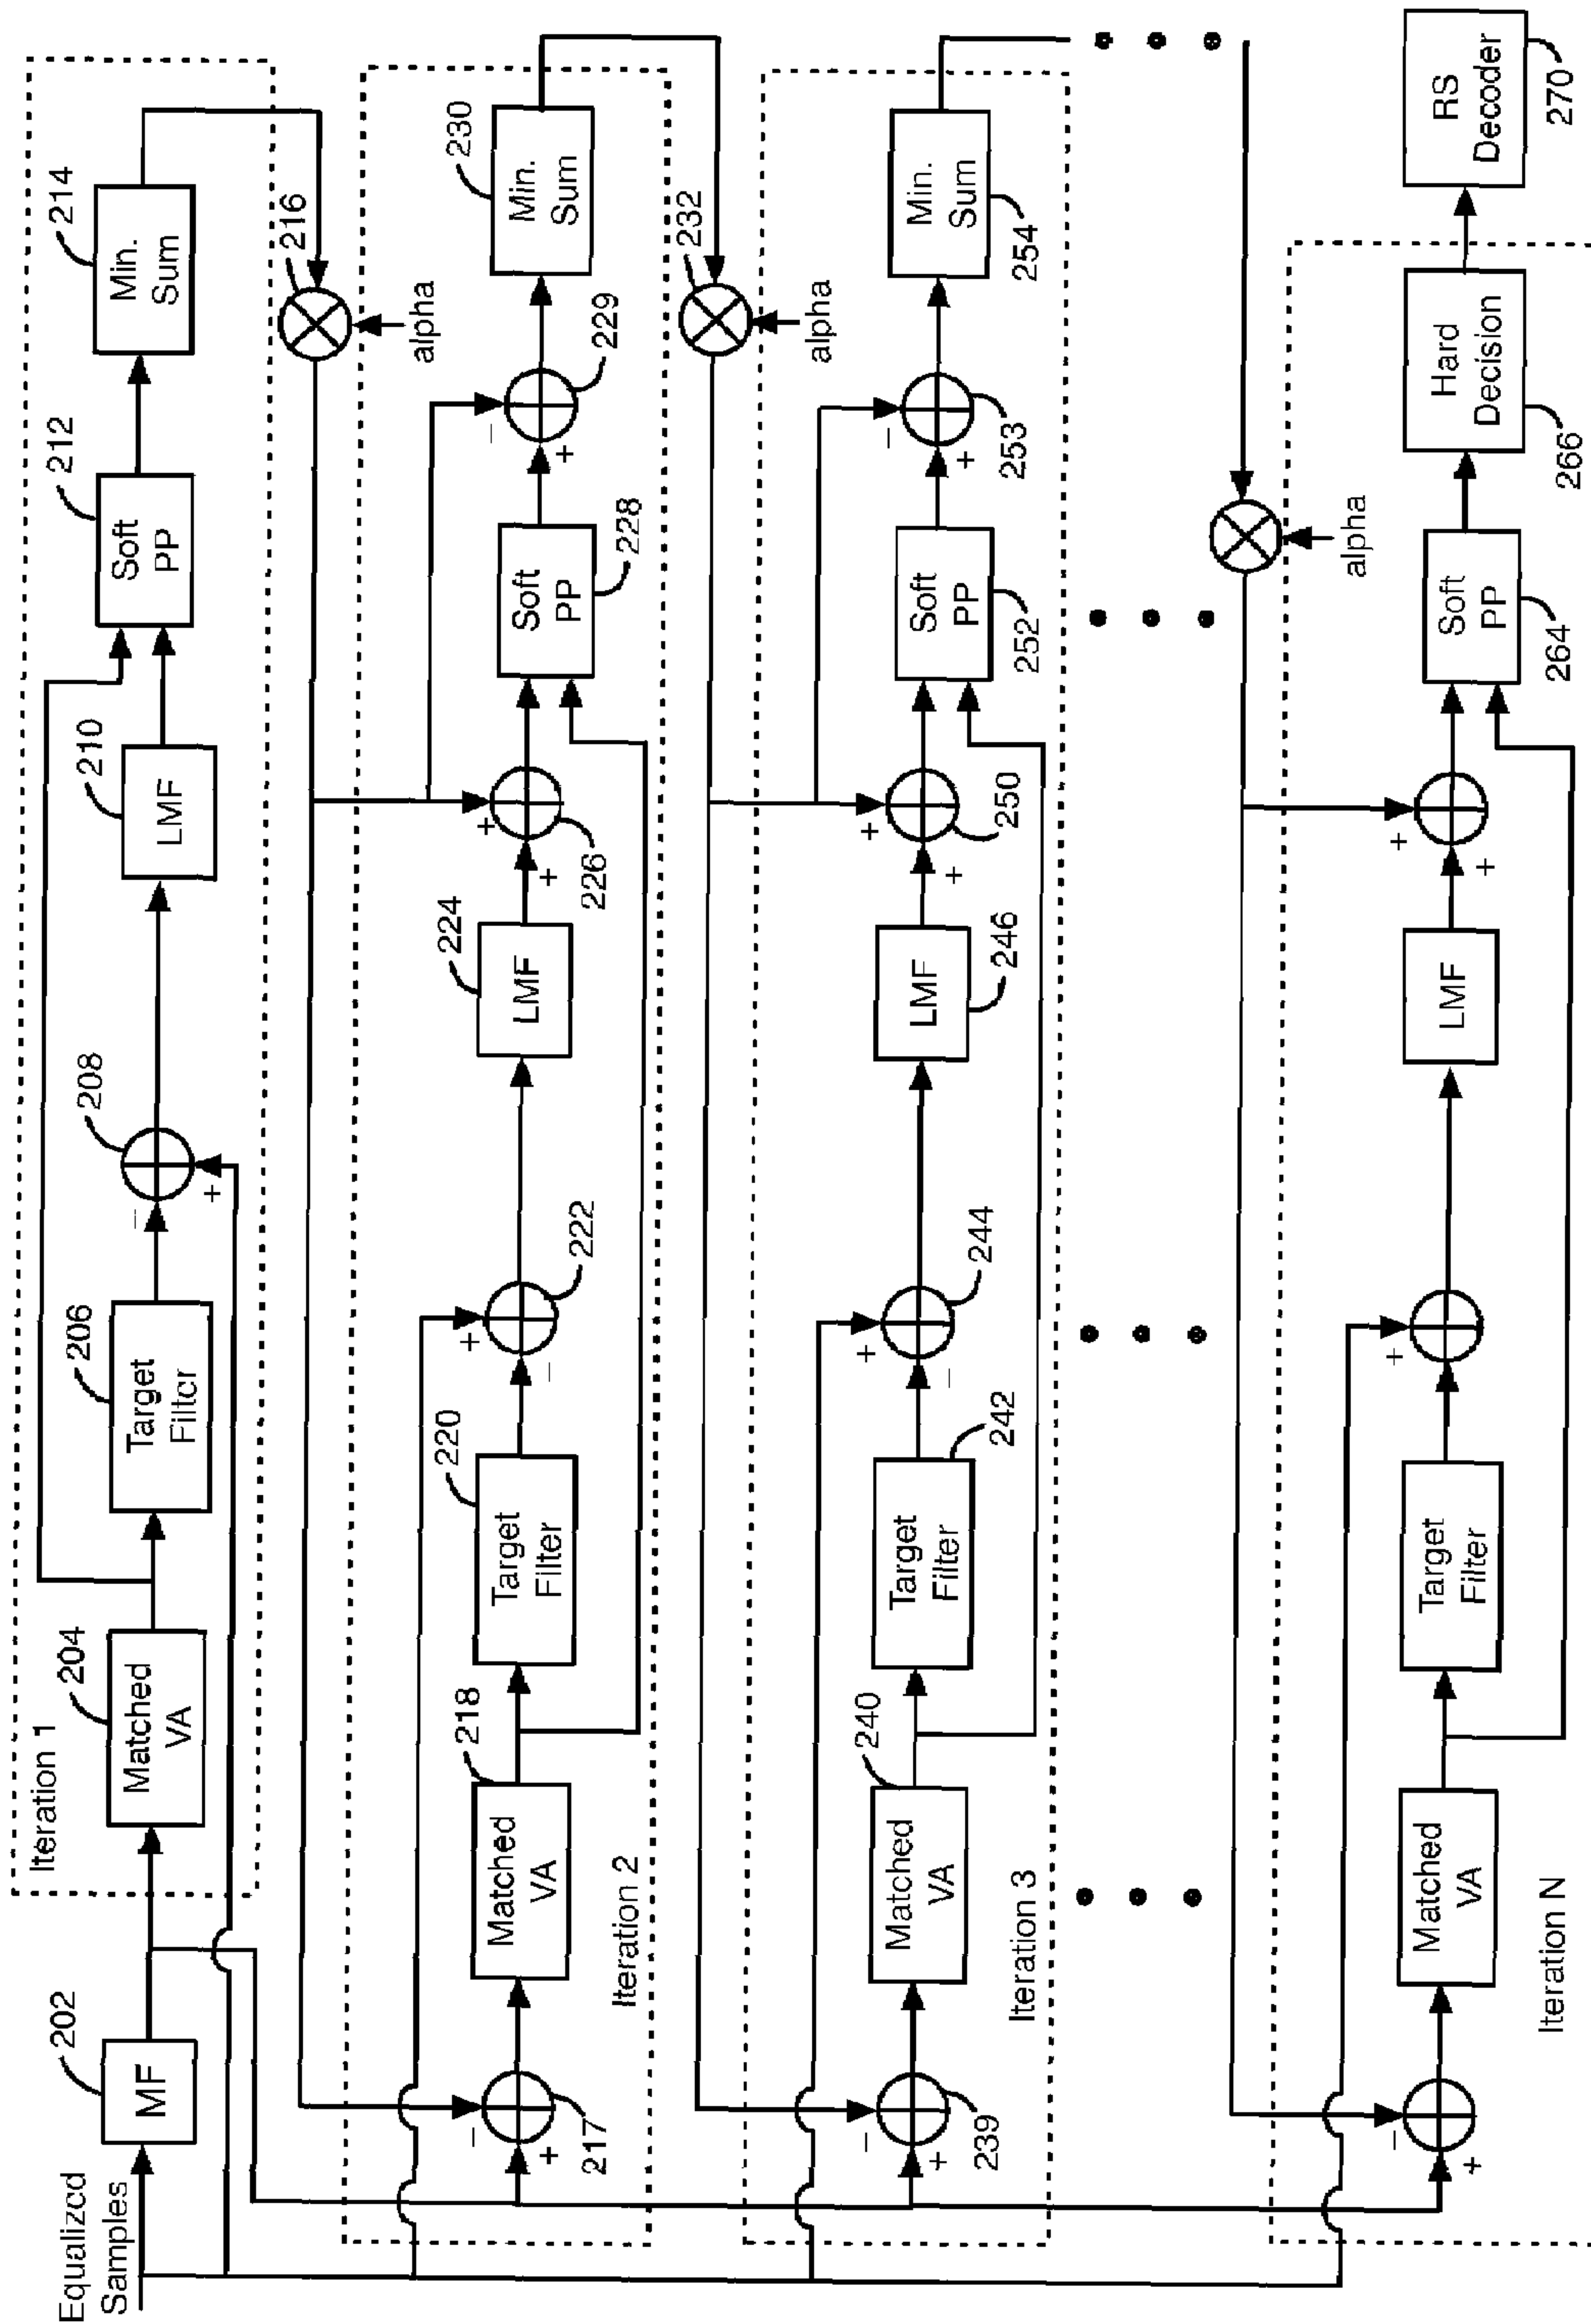 Equalizcd
Samples
202
MF
Iteration 1
204
Matched
VA
206
Target
Filtcr
208
−
+
210
LMF
212
Soft
PP
214
Min.
Sum
216
alpha
217
−
+
218
Matched
VA
Iteration 2
220
Target
Filter
222
+
−
224
LMF
226
+
+
228
Soft
PP
229
−
+
230
Min.
Sum
232
alpha
239
−
+
240
Matched
VA
Iteration 3
242
Target
Filter
244
+
−
246
LMF
250
+
+
252
Soft
PP
253
−
+
254
Min.
Sum
alpha
−
+
Matched
VA
Iteration N
Target
Filter
+
LMF
+
+
Soft
PP
264
Hard
Decision
266
RS
Decoder
270